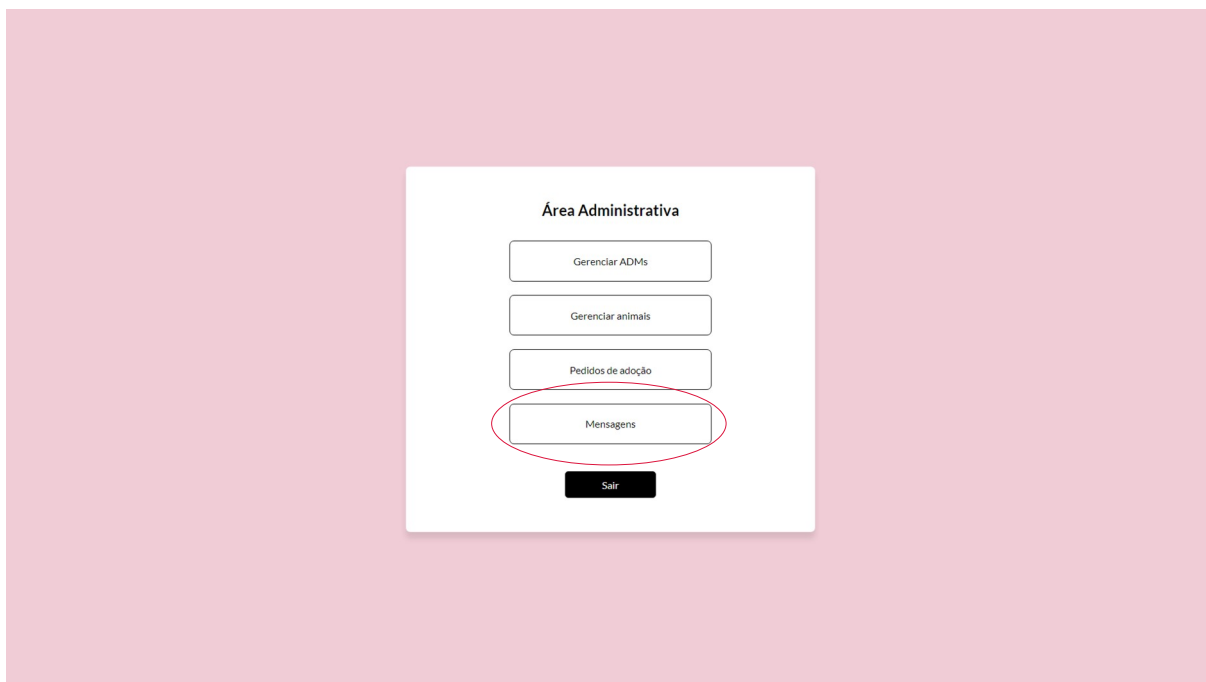 Área Administrativa
Gerenciar ADMs
Gerenciar animais
Pedidos de adoção
Mensagens
Sair